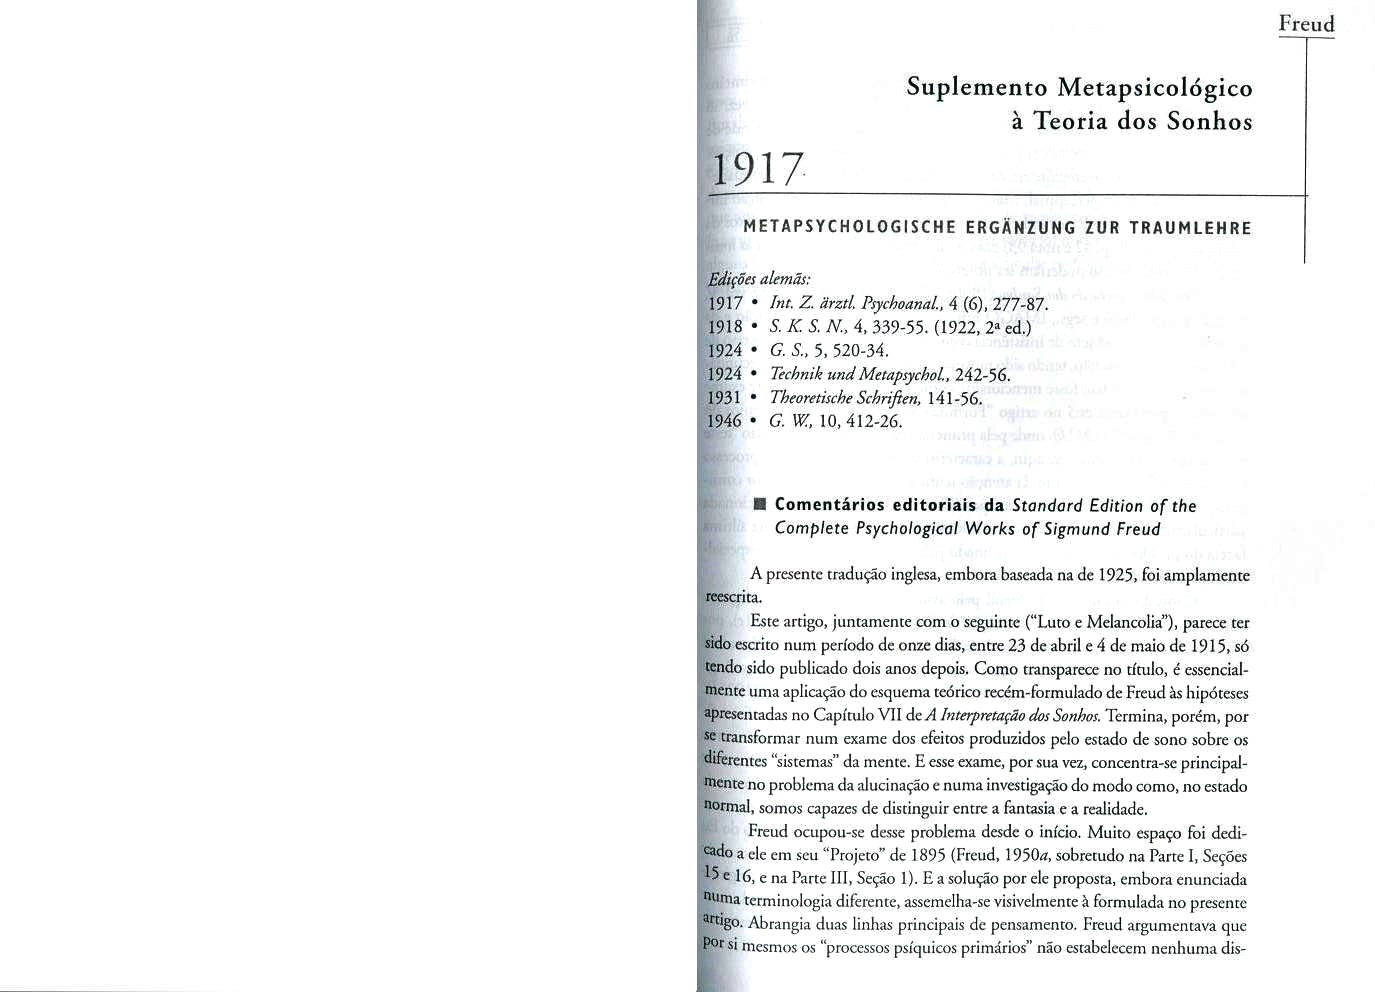 Freud
Suplemento Metapsicológico
à Teoria dos Sonhos
1917
METAPSYCHOLOGISCHE ERGÄNZUNG ZUR TRAUMLEHRE
Edições alemãs:
1917 • Int. Z. ärztl. Psychoanal., 4 (6), 277-87.
1918 • S. K. S. N., 4, 339-55. (1922, 2ª ed.)
1924 • G. S., 5, 520-34.
1924 • Technik und Metapsychol., 242-56.
1931 • Theoretische Schriften, 141-56.
1946 • G. W., 10, 412-26.
■ Comentários editoriais da Standard Edition of the
Complete Psychological Works of Sigmund Freud
A presente tradução inglesa, embora baseada na de 1925, foi amplamente
reescrita.
Este artigo, juntamente com o seguinte (“Luto e Melancolia”), parece ter
sido escrito num período de onze dias, entre 23 de abril e 4 de maio de 1915, só
tendo sido publicado dois anos depois. Como transparece no título, é essencial-
mente uma aplicação do esquema teórico recém-formulado de Freud às hipóteses
apresentadas no Capítulo VII de A Interpretação dos Sonhos. Termina, porém, por
se transformar num exame dos efeitos produzidos pelo estado de sono sobre os
diferentes “sistemas” da mente. E esse exame, por sua vez, concentra-se principal-
mente no problema da alucinação e numa investigação do modo como, no estado
normal, somos capazes de distinguir entre a fantasia e a realidade.
Freud ocupou-se desse problema desde o início. Muito espaço foi dedi-
cado a ele em seu “Projeto” de 1895 (Freud, 1950a, sobretudo na Parte I, Seções
15 e 16, e na Parte III, Seção 1). E a solução por ele proposta, embora enunciada
numa terminologia diferente, assemelha-se visivelmente à formulada no presente
artigo. Abrangia duas linhas principais de pensamento. Freud argumentava que
por si mesmos os “processos psíquicos primários” não estabelecem nenhuma dis-